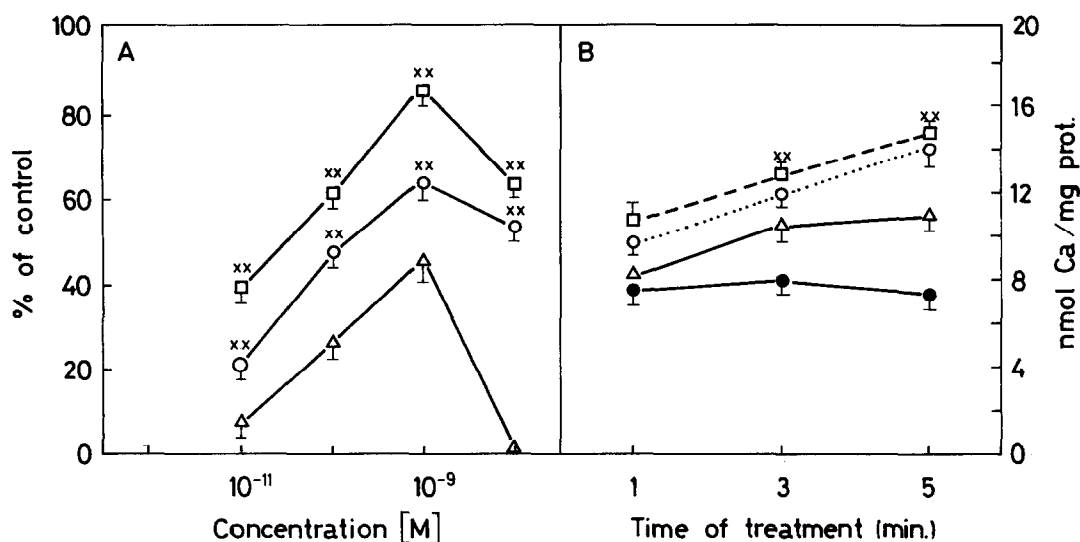 A
B
100
80
60
40
20
0
% of control
xx
xx
xx
xx
xx
xx
xx
xx
10⁻¹¹
10⁻⁹
Concentration [M]
xx
xx
1
3
5
Time of treatment (min.)
20
16
12
8
4
0
nmol Ca/mg prot.